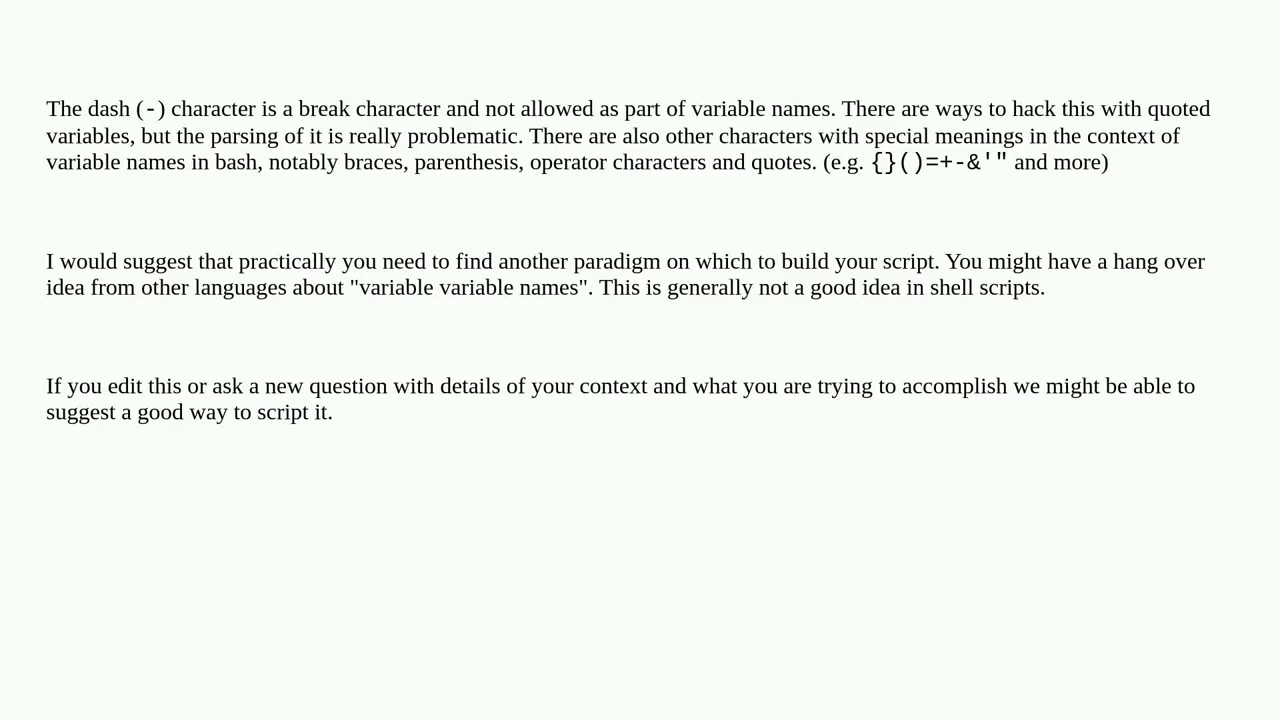 The dash (-) character is a break character and not allowed as part of variable names. There are ways to hack this with quoted
variables, but the parsing of it is really problematic. There are also other characters with special meanings in the context of
variable names in bash, notably braces, parenthesis, operator characters and quotes. (e.g. {}()=+-&'" and more)
I would suggest that practically you need to find another paradigm on which to build your script. You might have a hang over
idea from other languages about "variable variable names". This is generally not a good idea in shell scripts.
If you edit this or ask a new question with details of your context and what you are trying to accomplish we might be able to
suggest a good way to script it.